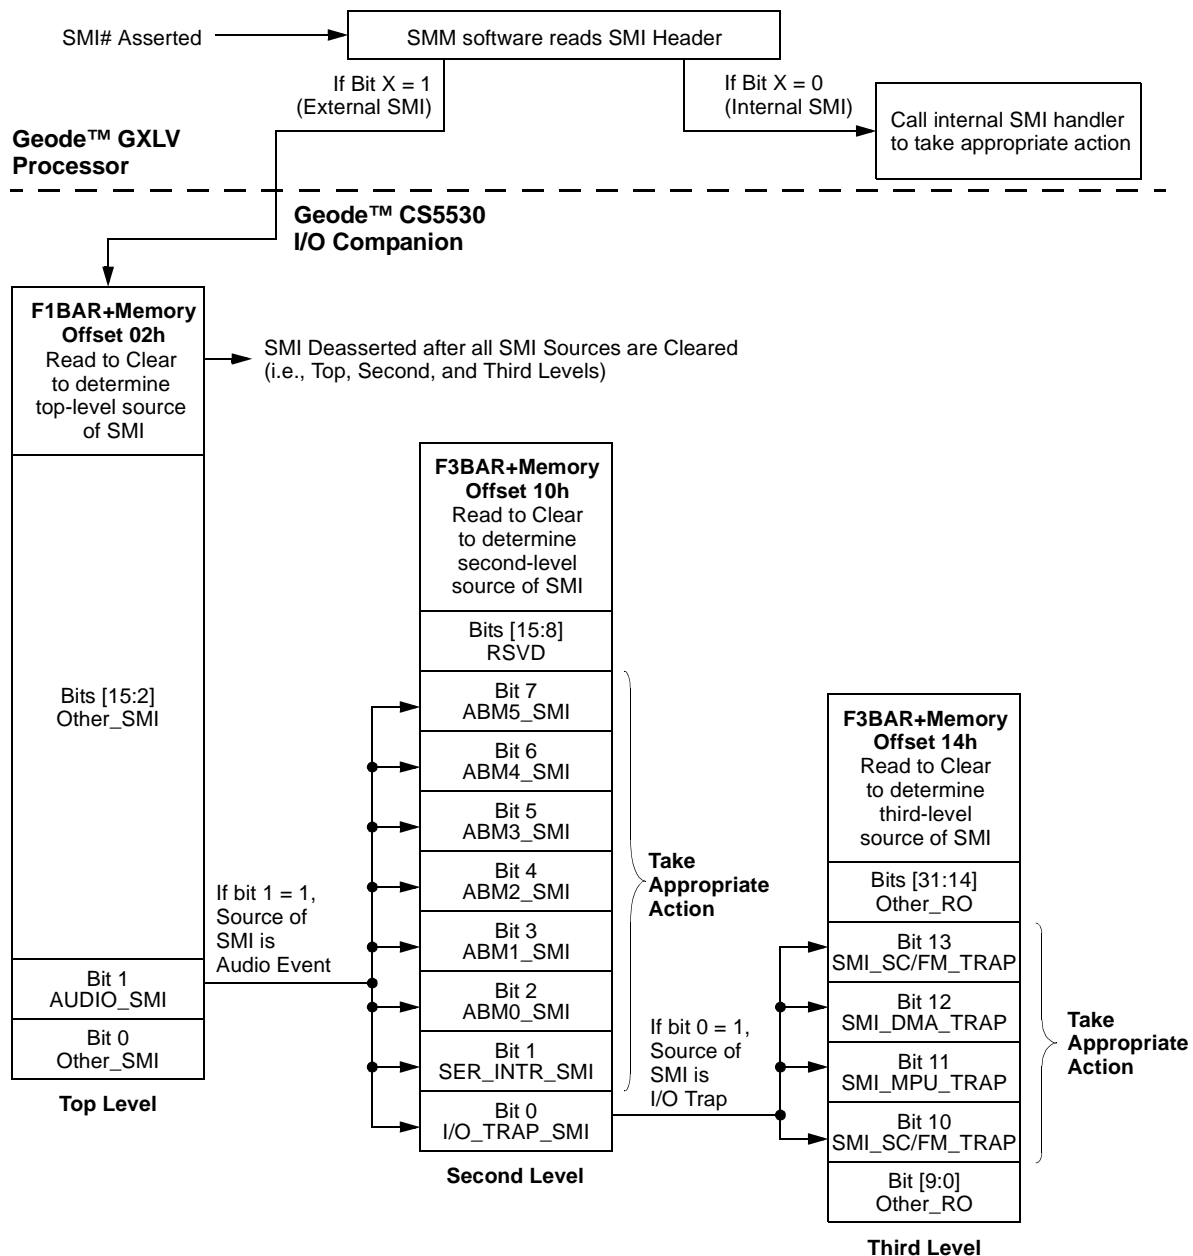 SMI# Asserted
SMM software reads SMI Header
If Bit X = 1
(External SMI)
If Bit X = 0
(Internal SMI)
Call internal SMI handler
to take appropriate action
Geode™ GXLV
Processor
Geode™ CS5530
I/O Companion
F1BAR+Memory
Offset 02h
Read to Clear
to determine
top-level source
of SMI
SMI Deasserted after all SMI Sources are Cleared
(i.e., Top, Second, and Third Levels)
Bits [15:2]
Other_SMI
Bit 1
AUDIO_SMI
Bit 0
Other_SMI
Top Level
If bit 1 = 1,
Source of
SMI is
Audio Event
F3BAR+Memory
Offset 10h
Read to Clear
to determine
second-level
source of SMI
Bits [15:8]
RSVD
Bit 7
ABM5_SMI
Bit 6
ABM4_SMI
Bit 5
ABM3_SMI
Bit 4
ABM2_SMI
Bit 3
ABM1_SMI
Bit 2
ABM0_SMI
Bit 1
SER_INTR_SMI
Bit 0
I/O_TRAP_SMI
Second Level
Take
Appropriate
Action
If bit 0 = 1,
Source of
SMI is
I/O Trap
F3BAR+Memory
Offset 14h
Read to Clear
to determine
third-level
source of SMI
Bits [31:14]
Other_RO
Bit 13
SMI_SC/FM_TRAP
Bit 12
SMI_DMA_TRAP
Bit 11
SMI_MPU_TRAP
Bit 10
SMI_SC/FM_TRAP
Bit [9:0]
Other_RO
Third Level
Take
Appropriate
Action